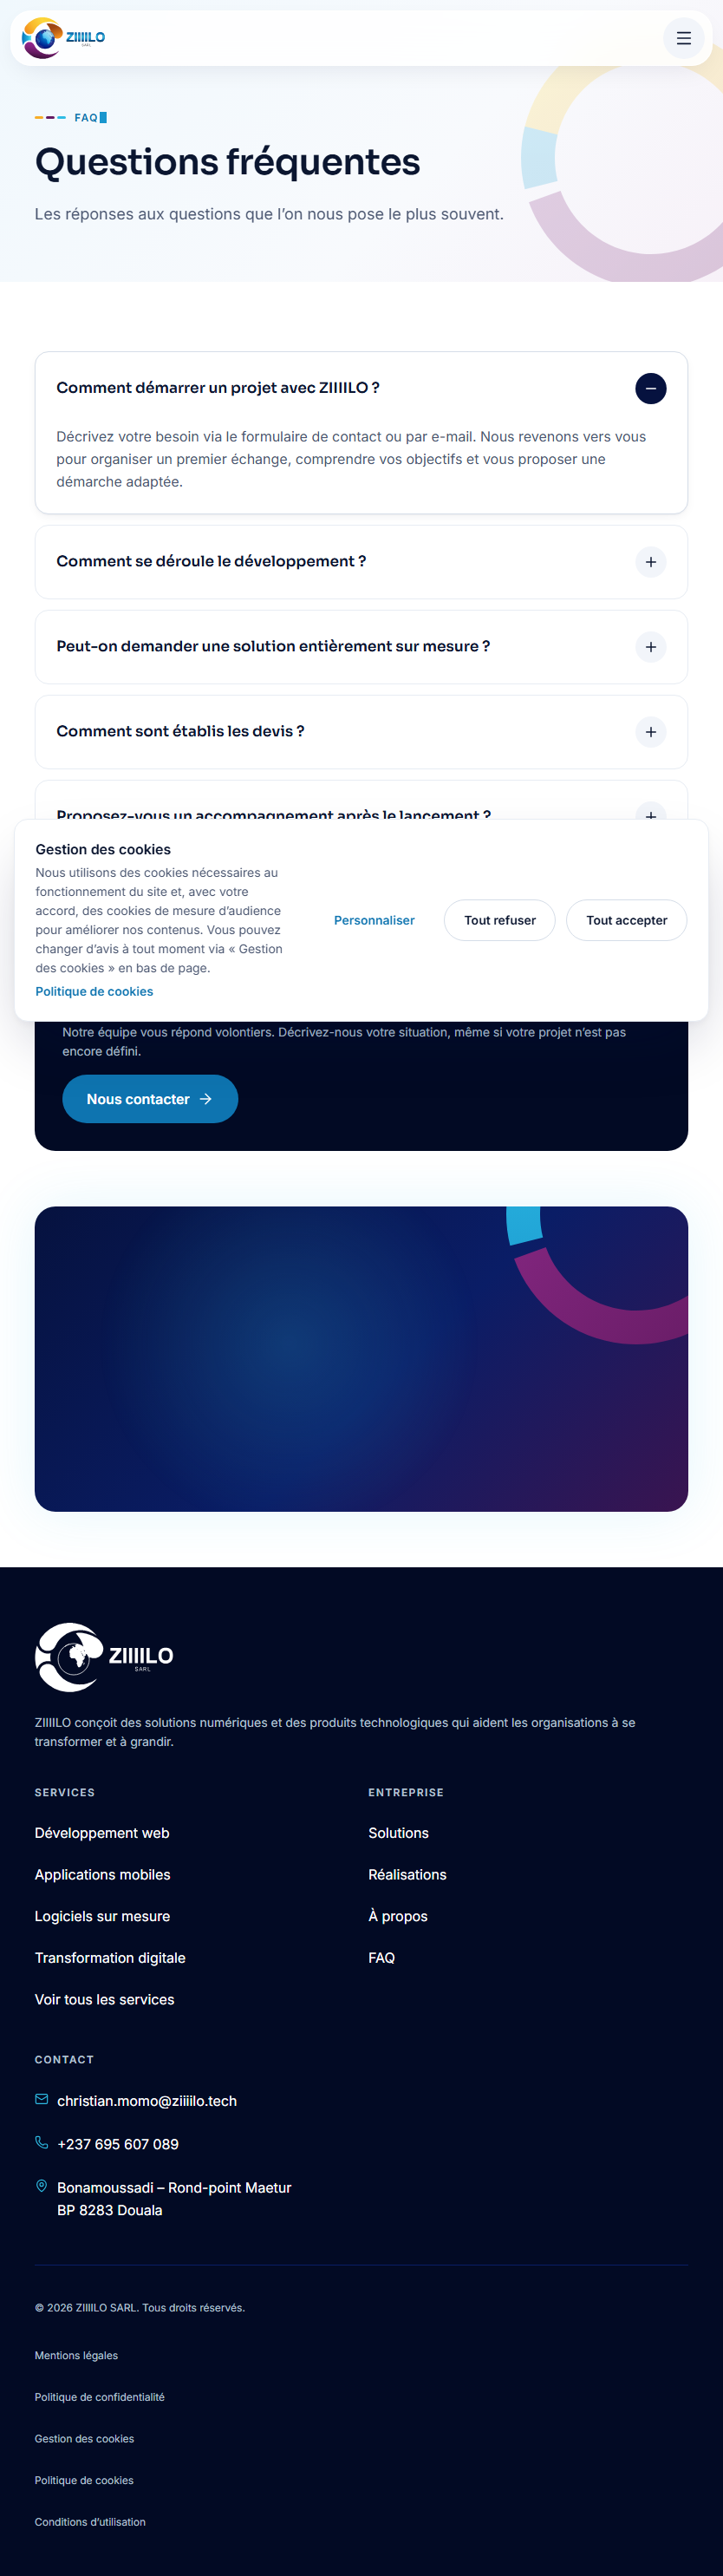 ZIIIILO
SARL
FAQ
Questions fréquentes
Les réponses aux questions que l’on nous pose le plus souvent.
Comment démarrer un projet avec ZIIIILO ?
Décrivez votre besoin via le formulaire de contact ou par e-mail. Nous revenons vers vous
pour organiser un premier échange, comprendre vos objectifs et vous proposer une
démarche adaptée.
Comment se déroule le développement ?
Peut-on demander une solution entièrement sur mesure ?
Comment sont établis les devis ?
Proposez-vous un accompagnement après le lancement ?
Gestion des cookies
Nous utilisons des cookies nécessaires au
fonctionnement du site et, avec votre
accord, des cookies de mesure d’audience
pour améliorer nos contenus. Vous pouvez
changer d’avis à tout moment via « Gestion
des cookies » en bas de page.
Politique de cookies
Personnaliser
Tout refuser
Tout accepter
Notre équipe vous répond volontiers. Décrivez-nous votre situation, même si votre projet n’est pas
encore défini.
Nous contacter
ZIIIILO
SARL
ZIIIILO conçoit des solutions numériques et des produits technologiques qui aident les organisations à se
transformer et à grandir.
SERVICES
Développement web
Applications mobiles
Logiciels sur mesure
Transformation digitale
Voir tous les services
ENTREPRISE
Solutions
Réalisations
À propos
FAQ
CONTACT
christian.momo@ziiiilo.tech
+237 695 607 089
Bonamoussadi – Rond-point Maetur
BP 8283 Douala
© 2026 ZIIIILO SARL. Tous droits réservés.
Mentions légales
Politique de confidentialité
Gestion des cookies
Politique de cookies
Conditions d’utilisation